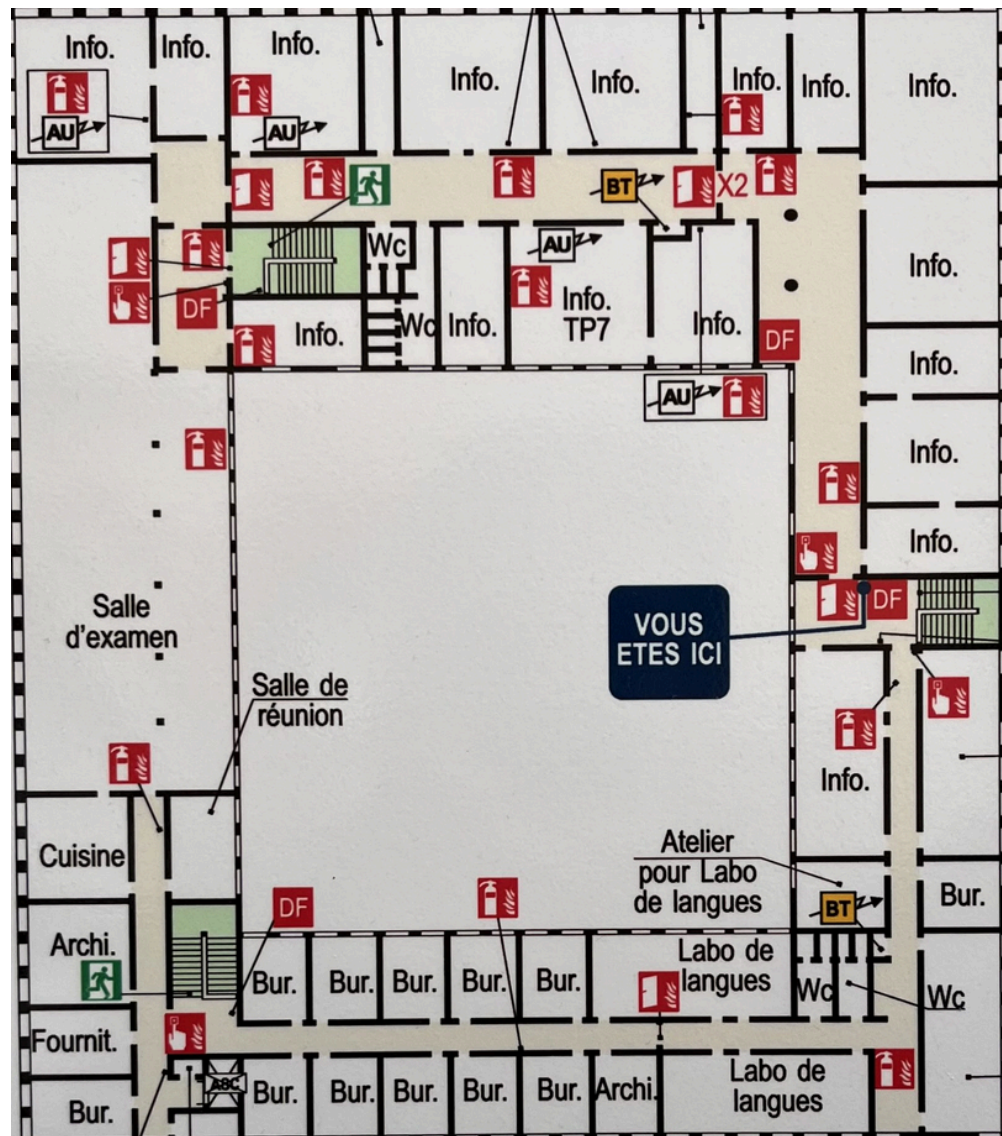 Info.
Info.
Info.
Info.
Info.
Info.
Info.
Info.
AU
AU
BT
X2
Wc
AU
Info.
DF
Info.
Wc
Info.
Info.
TP7
Info.
DF
Info.
AU
Info.
Info.
VOUS
ETES ICI
DF
Salle
d'examen
Salle de
réunion
Info.
Cuisine
Atelier
pour Labo
de langues
DF
BT
Bur.
Archi.
Bur.
Bur.
Bur.
Bur.
Bur.
Labo de
langues
Wc
Wc
Fournit.
ASC
Bur.
Bur.
Bur.
Bur.
Bur.
Bur.
Archi.
Labo de
langues